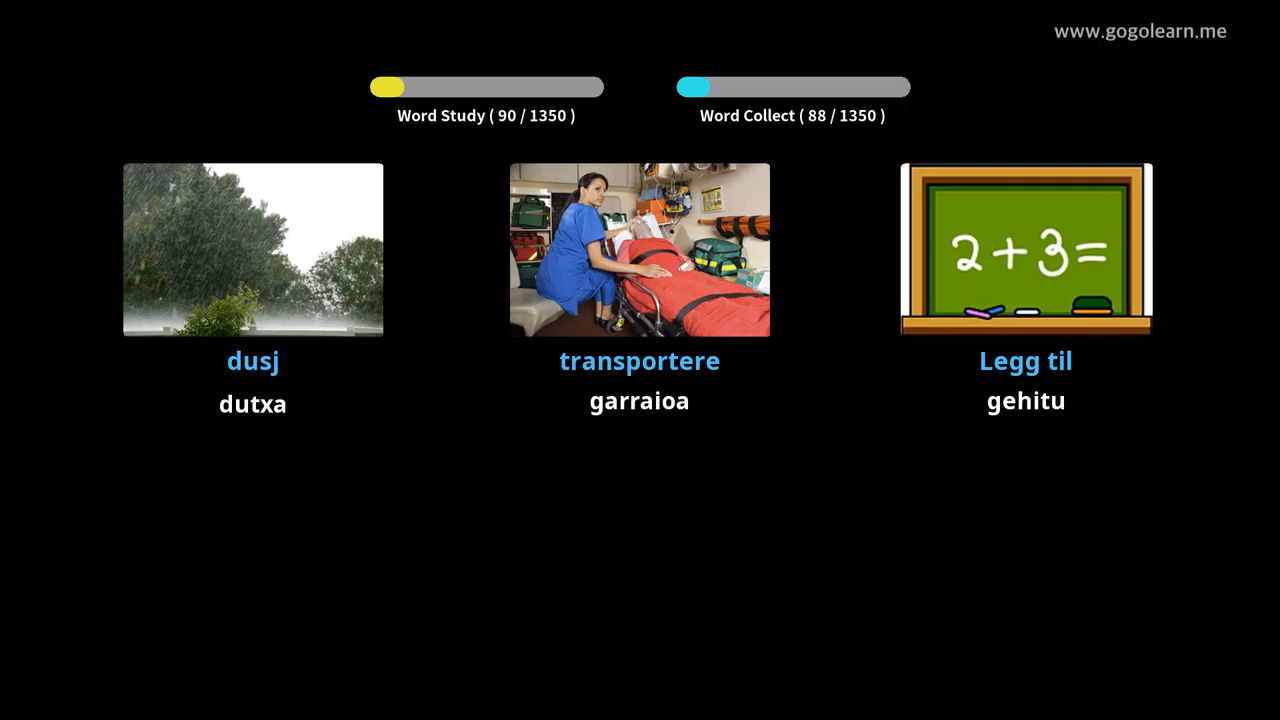 www.gogolearn.me
Word Study ( 90 / 1350 )
Word Collect ( 88 / 1350 )
2+3=
dusj
transportere
Legg til
dutxa
garraioa
gehitu